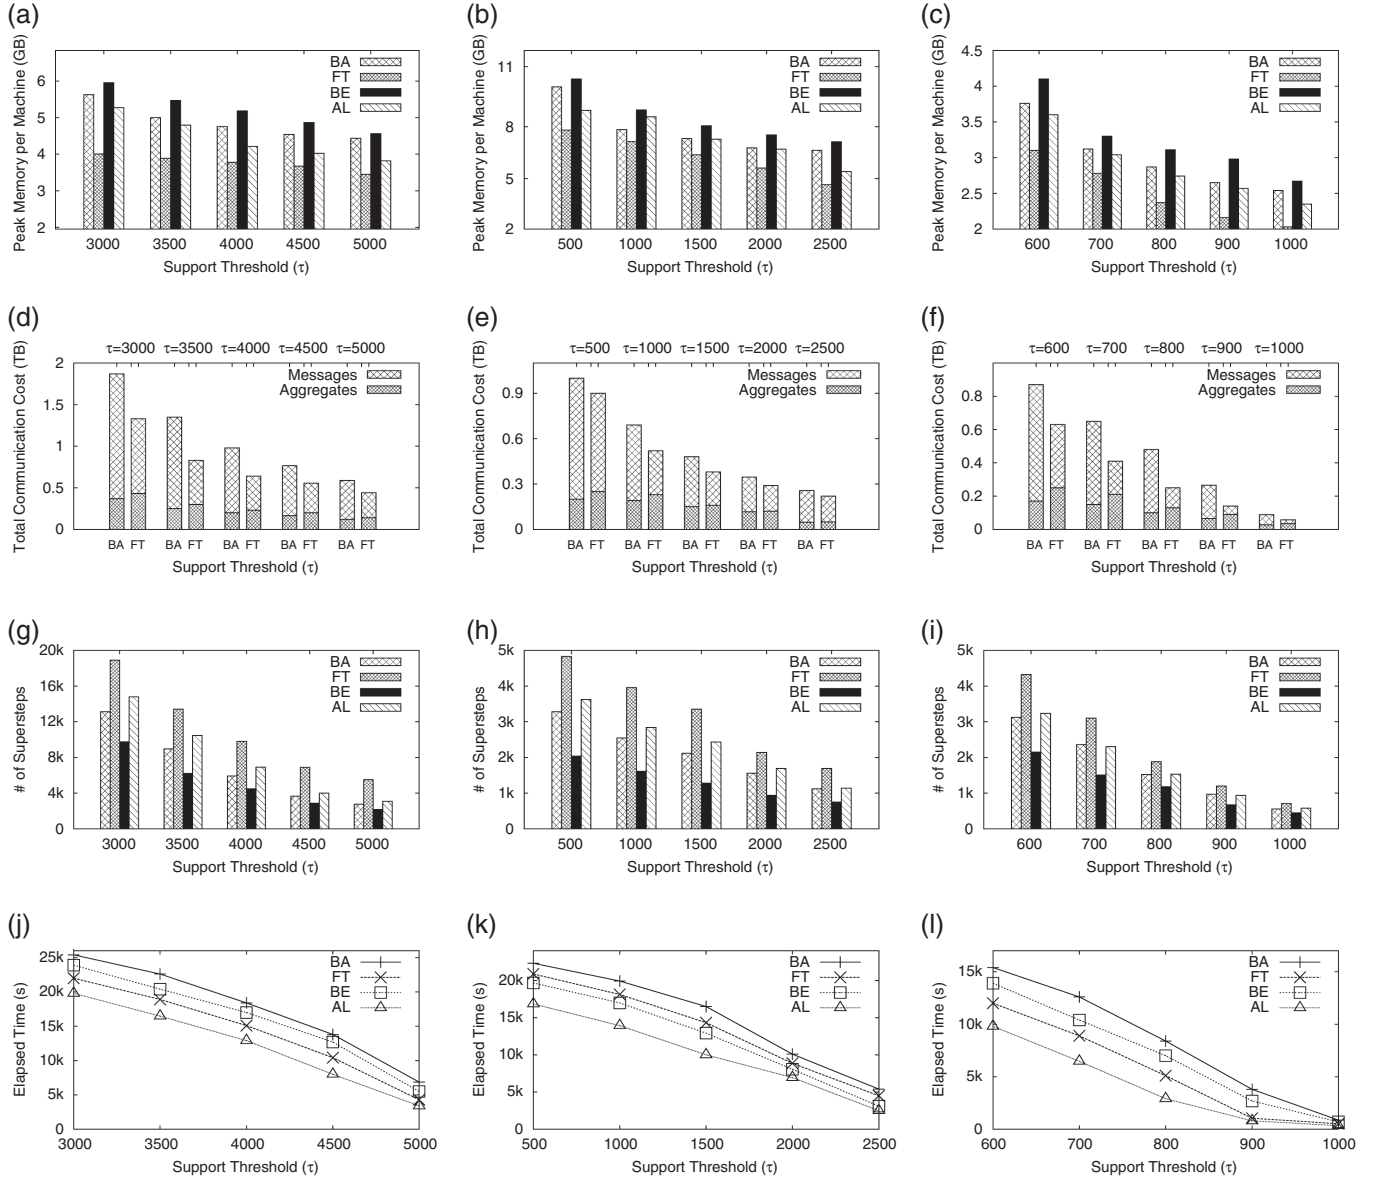 (a)
Peak Memory per Machine (GB)
6
5
4
3
2
BA
FT
BE
AL
3000 3500 4000 4500 5000
Support Threshold (τ)
(b)
Peak Memory per Machine (GB)
11
8
5
2
BA
FT
BE
AL
500 1000 1500 2000 2500
Support Threshold (τ)
(c)
Peak Memory per Machine (GB)
4.5
4
3.5
3
2.5
2
BA
FT
BE
AL
600 700 800 900 1000
Support Threshold (τ)
(d)
Total Communication Cost (TB)
τ=3000 τ=3500 τ=4000 τ=4500 τ=5000
2
1.5
1
0.5
0
Messages
Aggregates
BA FT BA FT BA FT BA FT BA FT
Support Threshold (τ)
(e)
Total Communication Cost (TB)
τ=500 τ=1000 τ=1500 τ=2000 τ=2500
0.9
0.6
0.3
0
Messages
Aggregates
BA FT BA FT BA FT BA FT BA FT
Support Threshold (τ)
(f)
Total Communication Cost (TB)
τ=600 τ=700 τ=800 τ=900 τ=1000
0.8
0.6
0.4
0.2
0
Messages
Aggregates
BA FT BA FT BA FT BA FT BA FT
Support Threshold (τ)
(g)
# of Supersteps
20k
16k
12k
8k
4k
0
BA
FT
BE
AL
3000 3500 4000 4500 5000
Support Threshold (τ)
(h)
# of Supersteps
5k
4k
3k
2k
1k
0
BA
FT
BE
AL
500 1000 1500 2000 2500
Support Threshold (τ)
(i)
# of Supersteps
5k
4k
3k
2k
1k
0
BA
FT
BE
AL
600 700 800 900 1000
Support Threshold (τ)
(j)
Elapsed Time (s)
25k
20k
15k
10k
5k
0
BA
FT
BE
AL
3000 3500 4000 4500 5000
Support Threshold (τ)
(k)
Elapsed Time (s)
20k
15k
10k
5k
0
BA
FT
BE
AL
500 1000 1500 2000 2500
Support Threshold (τ)
(l)
Elapsed Time (s)
15k
10k
5k
0
BA
FT
BE
AL
600 700 800 900 1000
Support Threshold (τ)